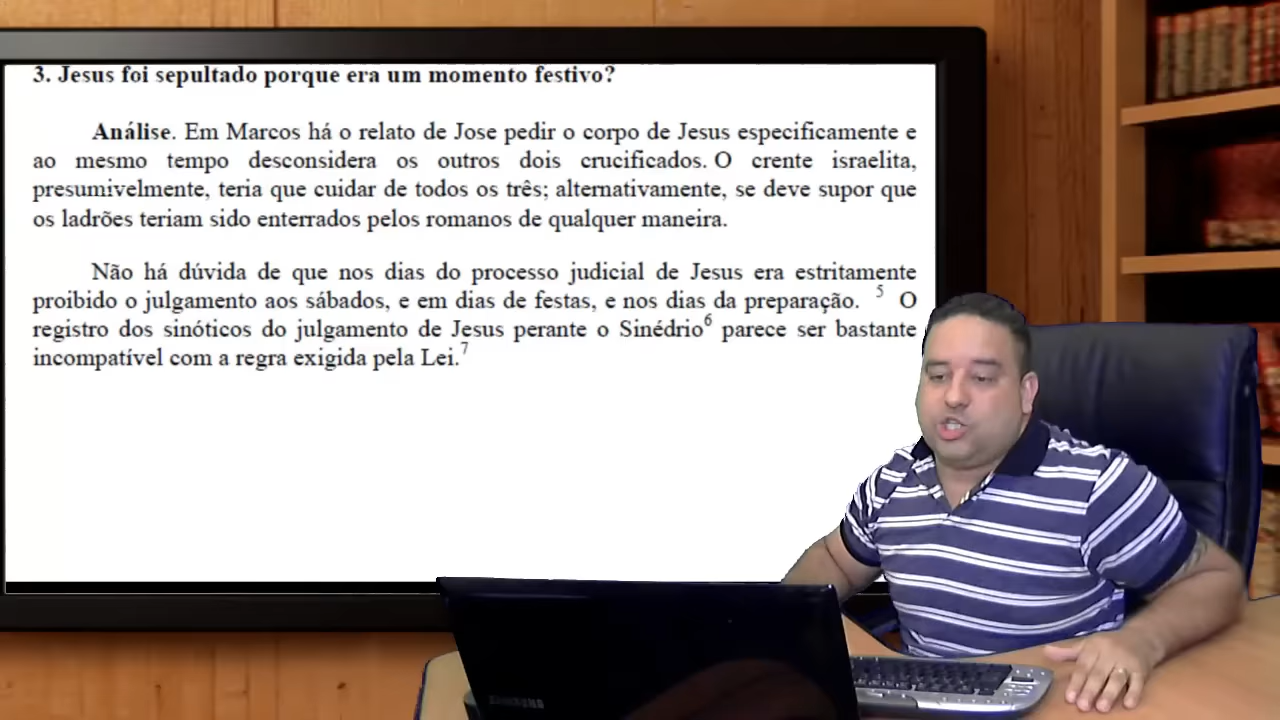 3. Jesus foi sepultado porque era um momento festivo?
Análise. Em Marcos há o relato de Jose pedir o corpo de Jesus especificamente e
ao mesmo tempo desconsidera os outros dois crucificados. O crente israelita,
presumivelmente, teria que cuidar de todos os três; alternativamente, se deve supor que
os ladrões teriam sido enterrados pelos romanos de qualquer maneira.
Não há dúvida de que nos dias do processo judicial de Jesus era estritamente
proibido o julgamento aos sábados, e em dias de festas, e nos dias da preparação. 5 O
registro dos sinóticos do julgamento de Jesus perante o Sinédrio6 parece ser bastante
incompatível com a regra exigida pela Lei.7
SAMSUNG